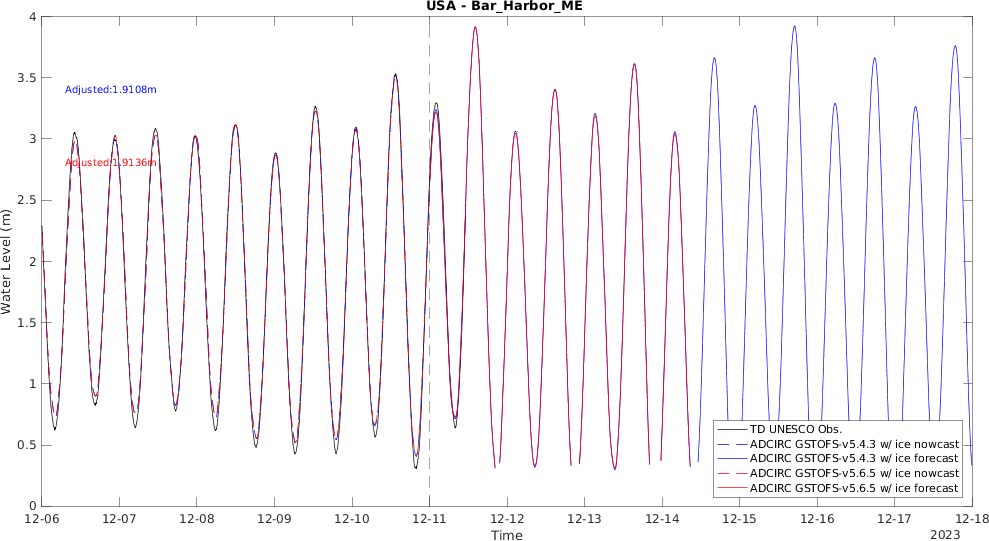 USA - Bar_Harbor_ME
4
3.5
3
2.5
2
1.5
1
0.5
0
Water Level (m)
Adjusted:1.9108m
Adjusted:1.9136m
TD UNESCO Obs.
ADCIRC GSTOFS-v5.4.3 w/ ice nowcast
ADCIRC GSTOFS-v5.4.3 w/ ice forecast
ADCIRC GSTOFS-v5.6.5 w/ ice nowcast
ADCIRC GSTOFS-v5.6.5 w/ ice forecast
12-06 12-07 12-08 12-09 12-10 12-11 12-12 12-13 12-14 12-15 12-16 12-17 12-18
Time
2023